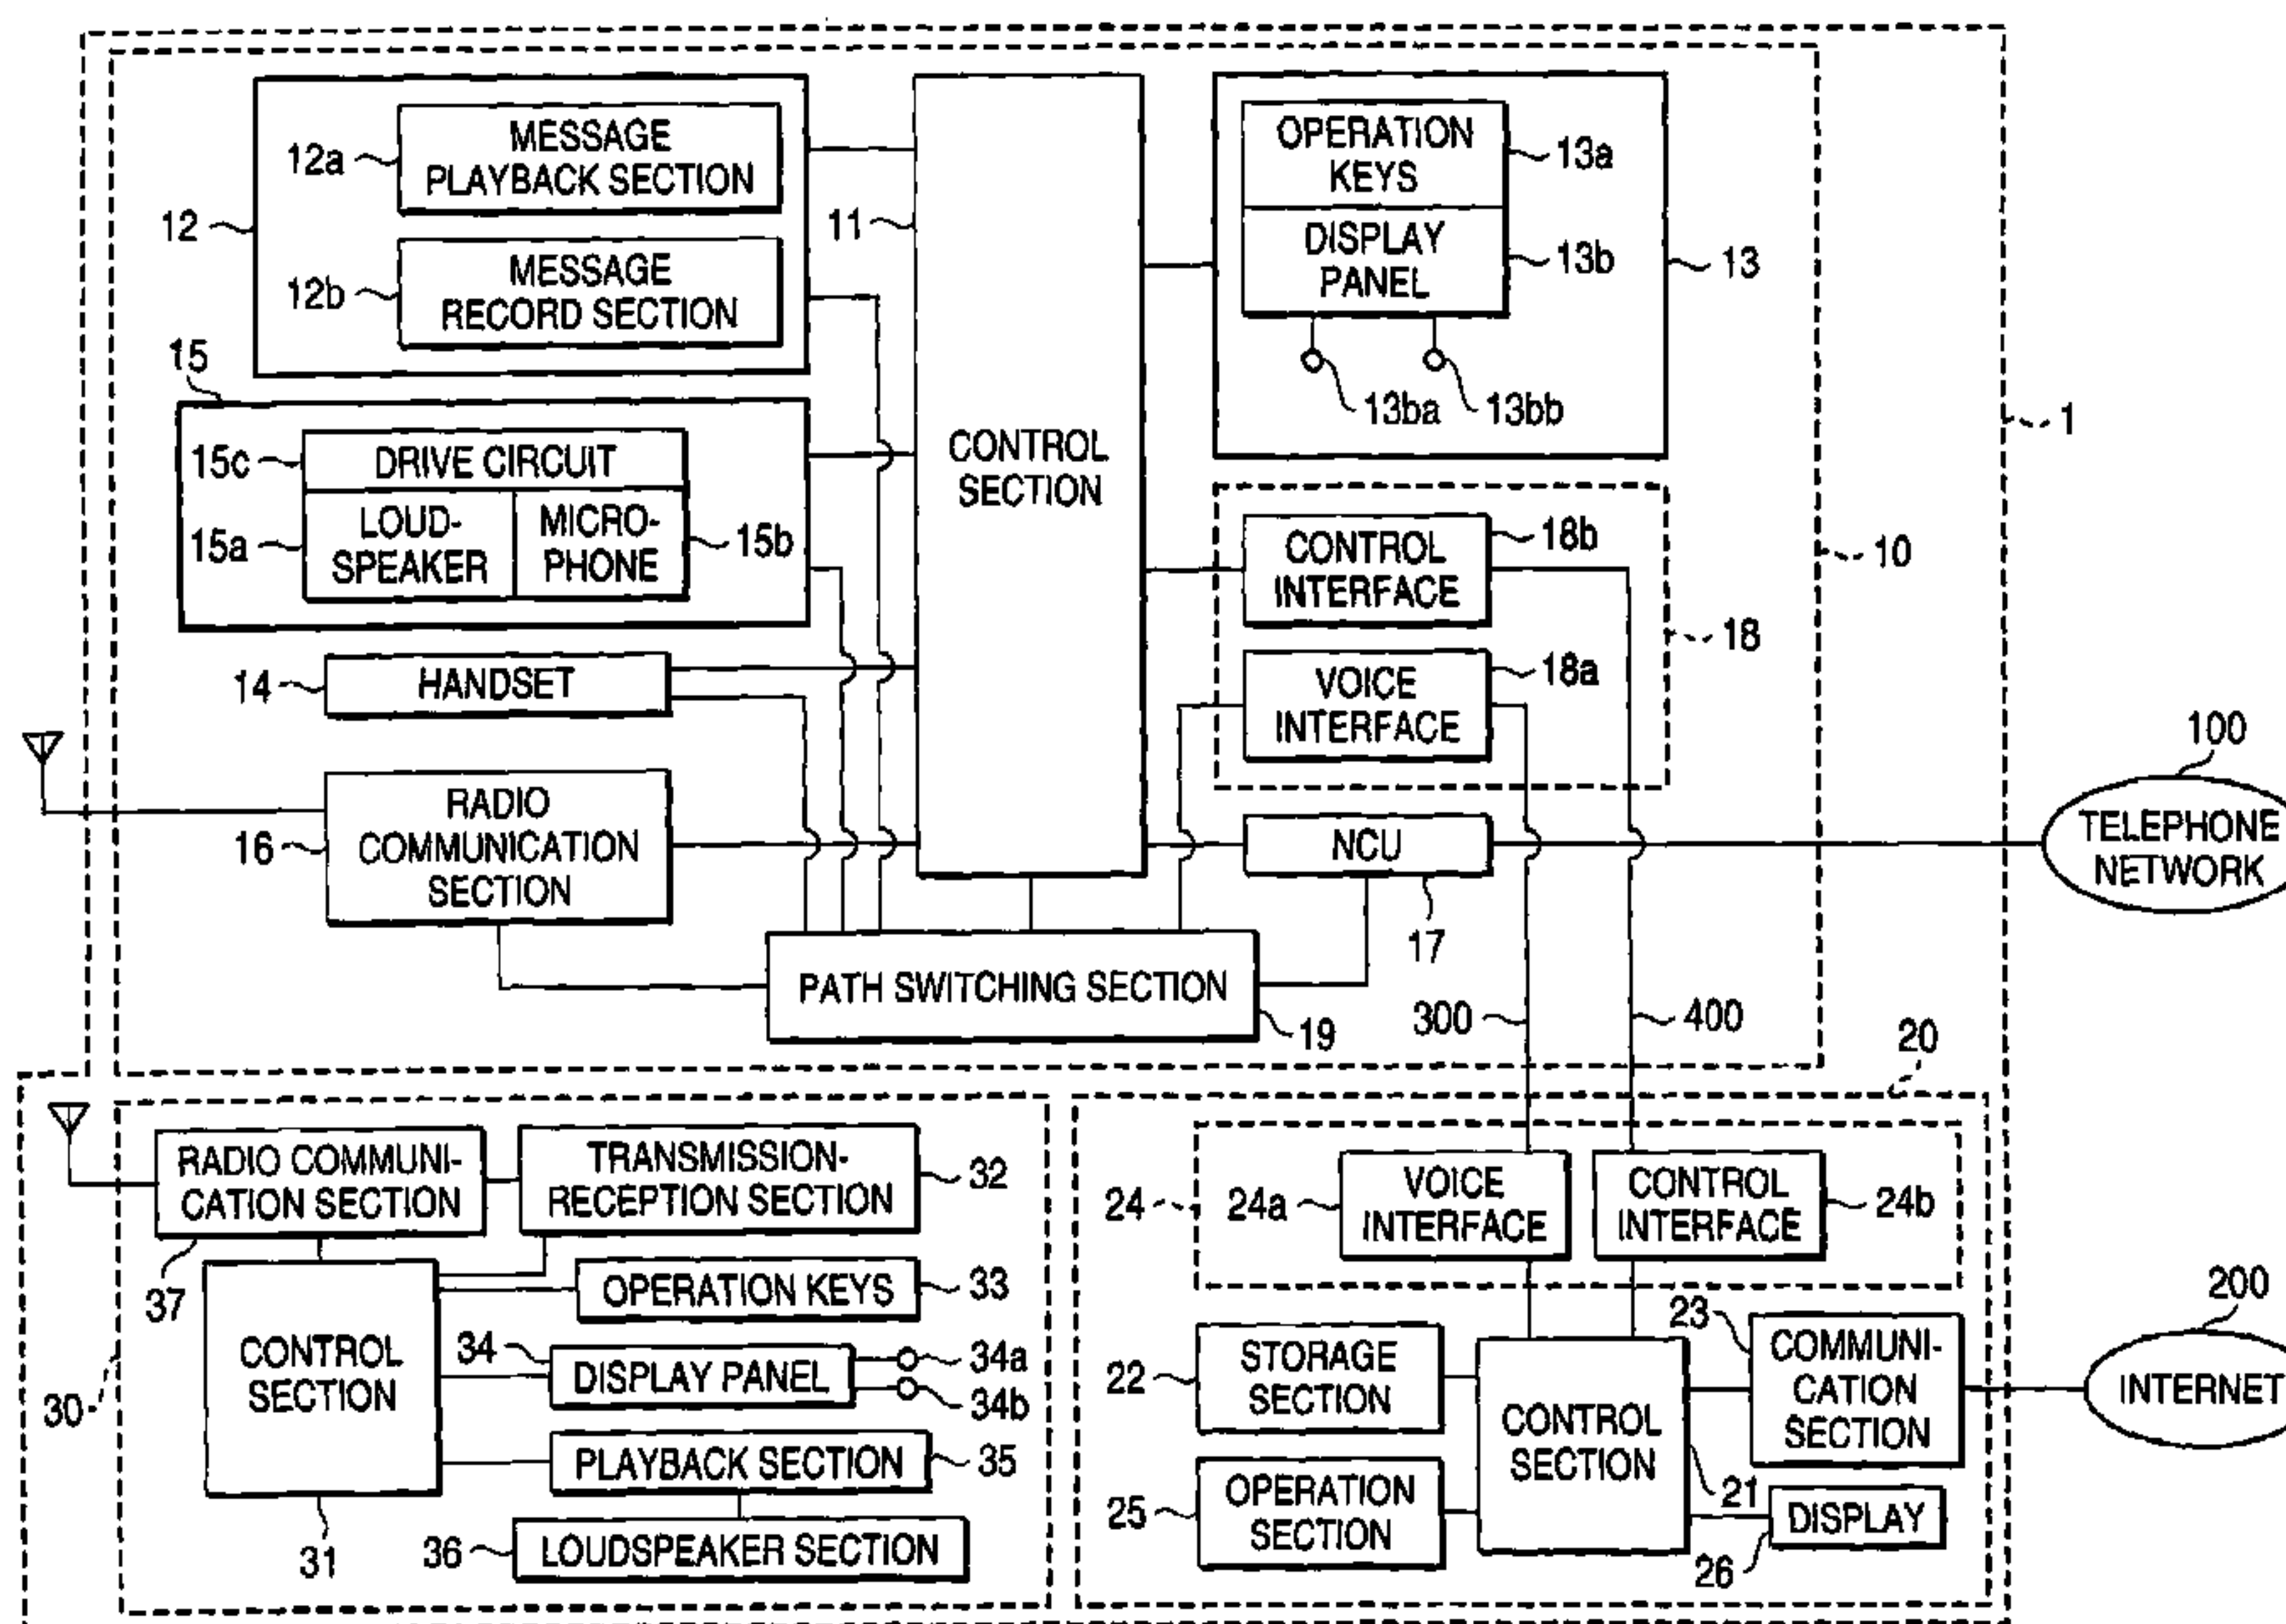 12
12a
MESSAGE
PLAYBACK SECTION
12b
MESSAGE
RECORD SECTION
11
CONTROL
SECTION
OPERATION
KEYS
13a
DISPLAY
PANEL
13b
13
13ba
13bb
1
15
15c
DRIVE CIRCUIT
15a
LOUD-
SPEAKER
MICRO-
PHONE
15b
CONTROL
INTERFACE
18b
10
18
VOICE
INTERFACE
18a
14
HANDSET
16
RADIO
COMMUNICATION
SECTION
NCU
17
100
TELEPHONE
NETWORK
PATH SWITCHING SECTION
19
300
400
20
30
RADIO COMMUNI-
CATION SECTION
37
TRANSMISSION-
RECEPTION SECTION
32
OPERATION KEYS
33
CONTROL
SECTION
31
34
DISPLAY PANEL
34a
34b
PLAYBACK SECTION
35
36
LOUDSPEAKER SECTION
24
24a
VOICE
INTERFACE
CONTROL
INTERFACE
24b
22
STORAGE
SECTION
23
COMMUNI-
CATION
SECTION
200
INTERNET
CONTROL
SECTION
21
25
OPERATION
SECTION
DISPLAY
26